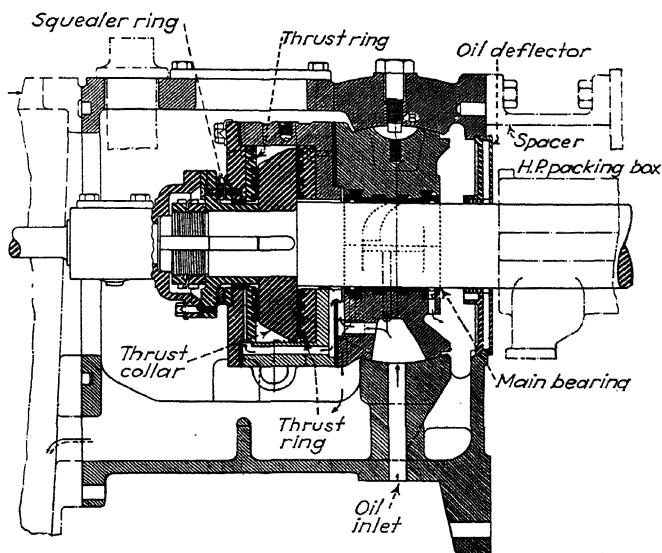 Squealer ring
Thrust ring
Oil deflector
Spacer
H.P. packing box
Thrust
collar
Thrust
ring
Main bearing
Oil
inlet